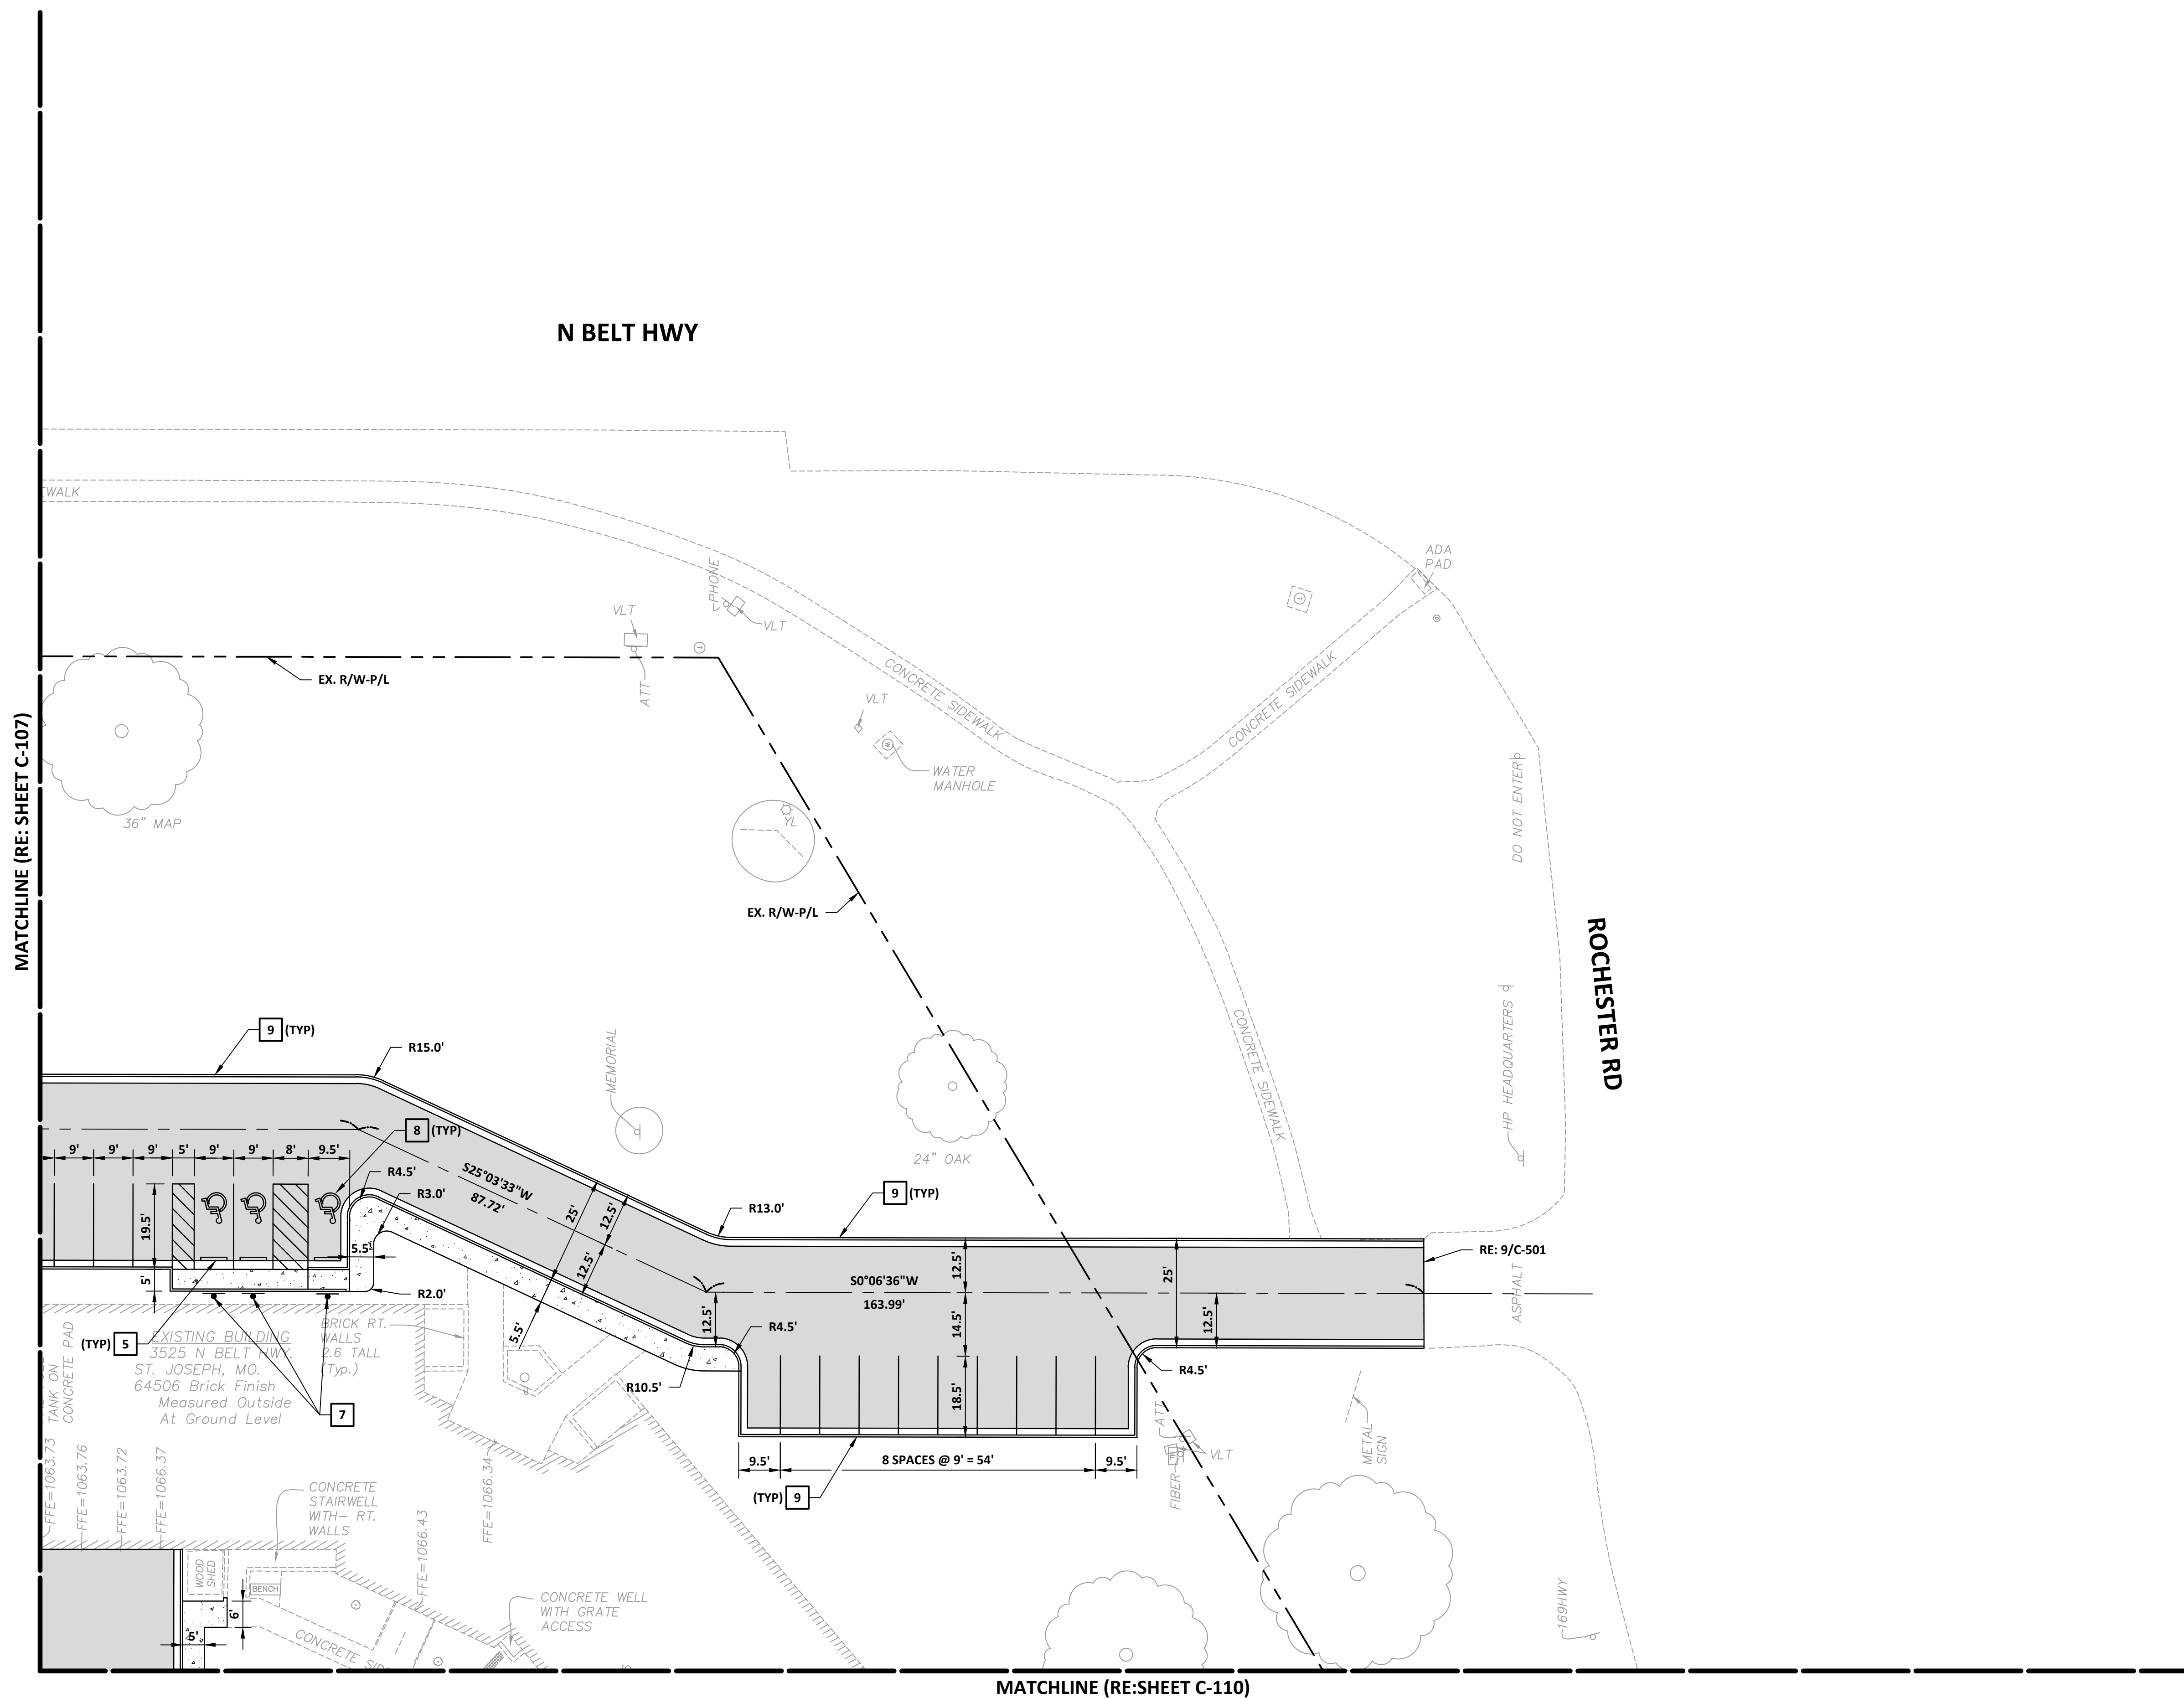 N BELT HWY
EWALK
ADA
PAD
PHONE
VLT
VLT
ATT
EX. R/W-P/L
CONCRETE SIDEWALK
CONCRETE SIDEWALK
VLT
WATER
MANHOLE
MATCHLINE (RE: SHEET C-107)
36" MAP
YL
DO NOT ENTER
EX. R/W-P/L
ROCHESTER RD
HP HEADQUARTERS
CONCRETE SIDEWALK
9 (TYP)
R15.0'
MEMORIAL
8 (TYP)
9' 9' 9' 5' 9' 9' 8' 9.5'
24" OAK
R4.5'
S25°03'33"W
87.72'
R3.0'
9 (TYP)
R13.0'
25'
12.5'
12.5'
19.5'
5.5'
5'
RE: 9/C-501
12.5'
S0°06'36"W
163.99'
25'
R2.0'
12.5'
14.5'
12.5'
ASPHALT
5.5'
R4.5'
BRICK RT.
WALLS
2.6 TALL
(Typ.)
(TYP) 5
EXISTING BUILDING
3525 N BELT HWY.
ST. JOSEPH, MO.
64506 Brick Finish
Measured Outside
At Ground Level
TANK ON
CONCRETE PAD
R10.5'
R4.5'
18.5'
7
ATT
FIBER
VLT
METAL
SIGN
9.5'
8 SPACES @ 9' = 54'
9.5'
(TYP) 9
FFE=1063.73
FFE=1063.76
FFE=1063.72
FFE=1066.37
FFE=1066.34
CONCRETE
STAIRWELL
WITH— RT.
WALLS
FFE=1066.43
WOOD
SHED
BENCH
6'
5'
CONCRETE WELL
WITH GRATE
ACCESS
169HWY
MATCHLINE (RE:SHEET C-110)